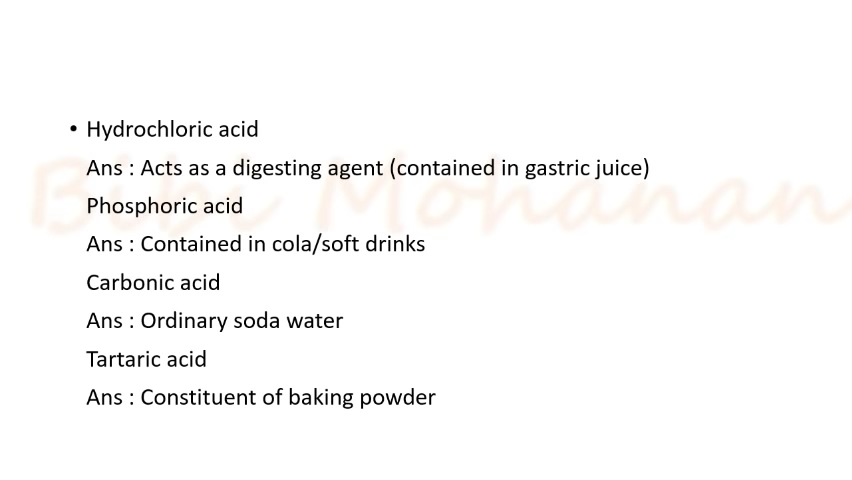 • Hydrochloric acid
Ans : Acts as a digesting agent (contained in gastric juice)
Phosphoric acid
Ans : Contained in cola/soft drinks
Carbonic acid
Ans : Ordinary soda water
Tartaric acid
Ans : Constituent of baking powder
Bibi Mohanan